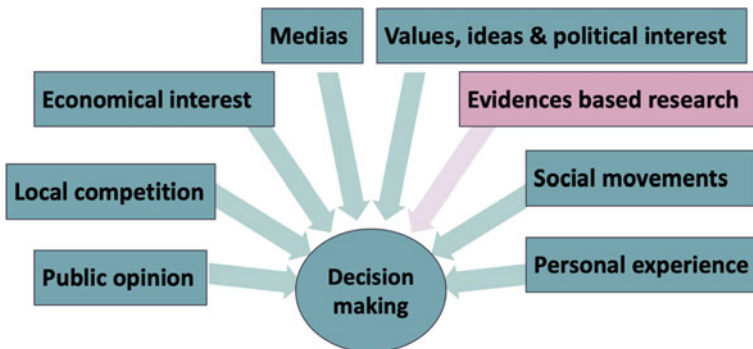 Medias
Values, ideas & political interest
Economical interest
Evidences based research
Local competition
Social movements
Public opinion
Personal experience
Decision
making